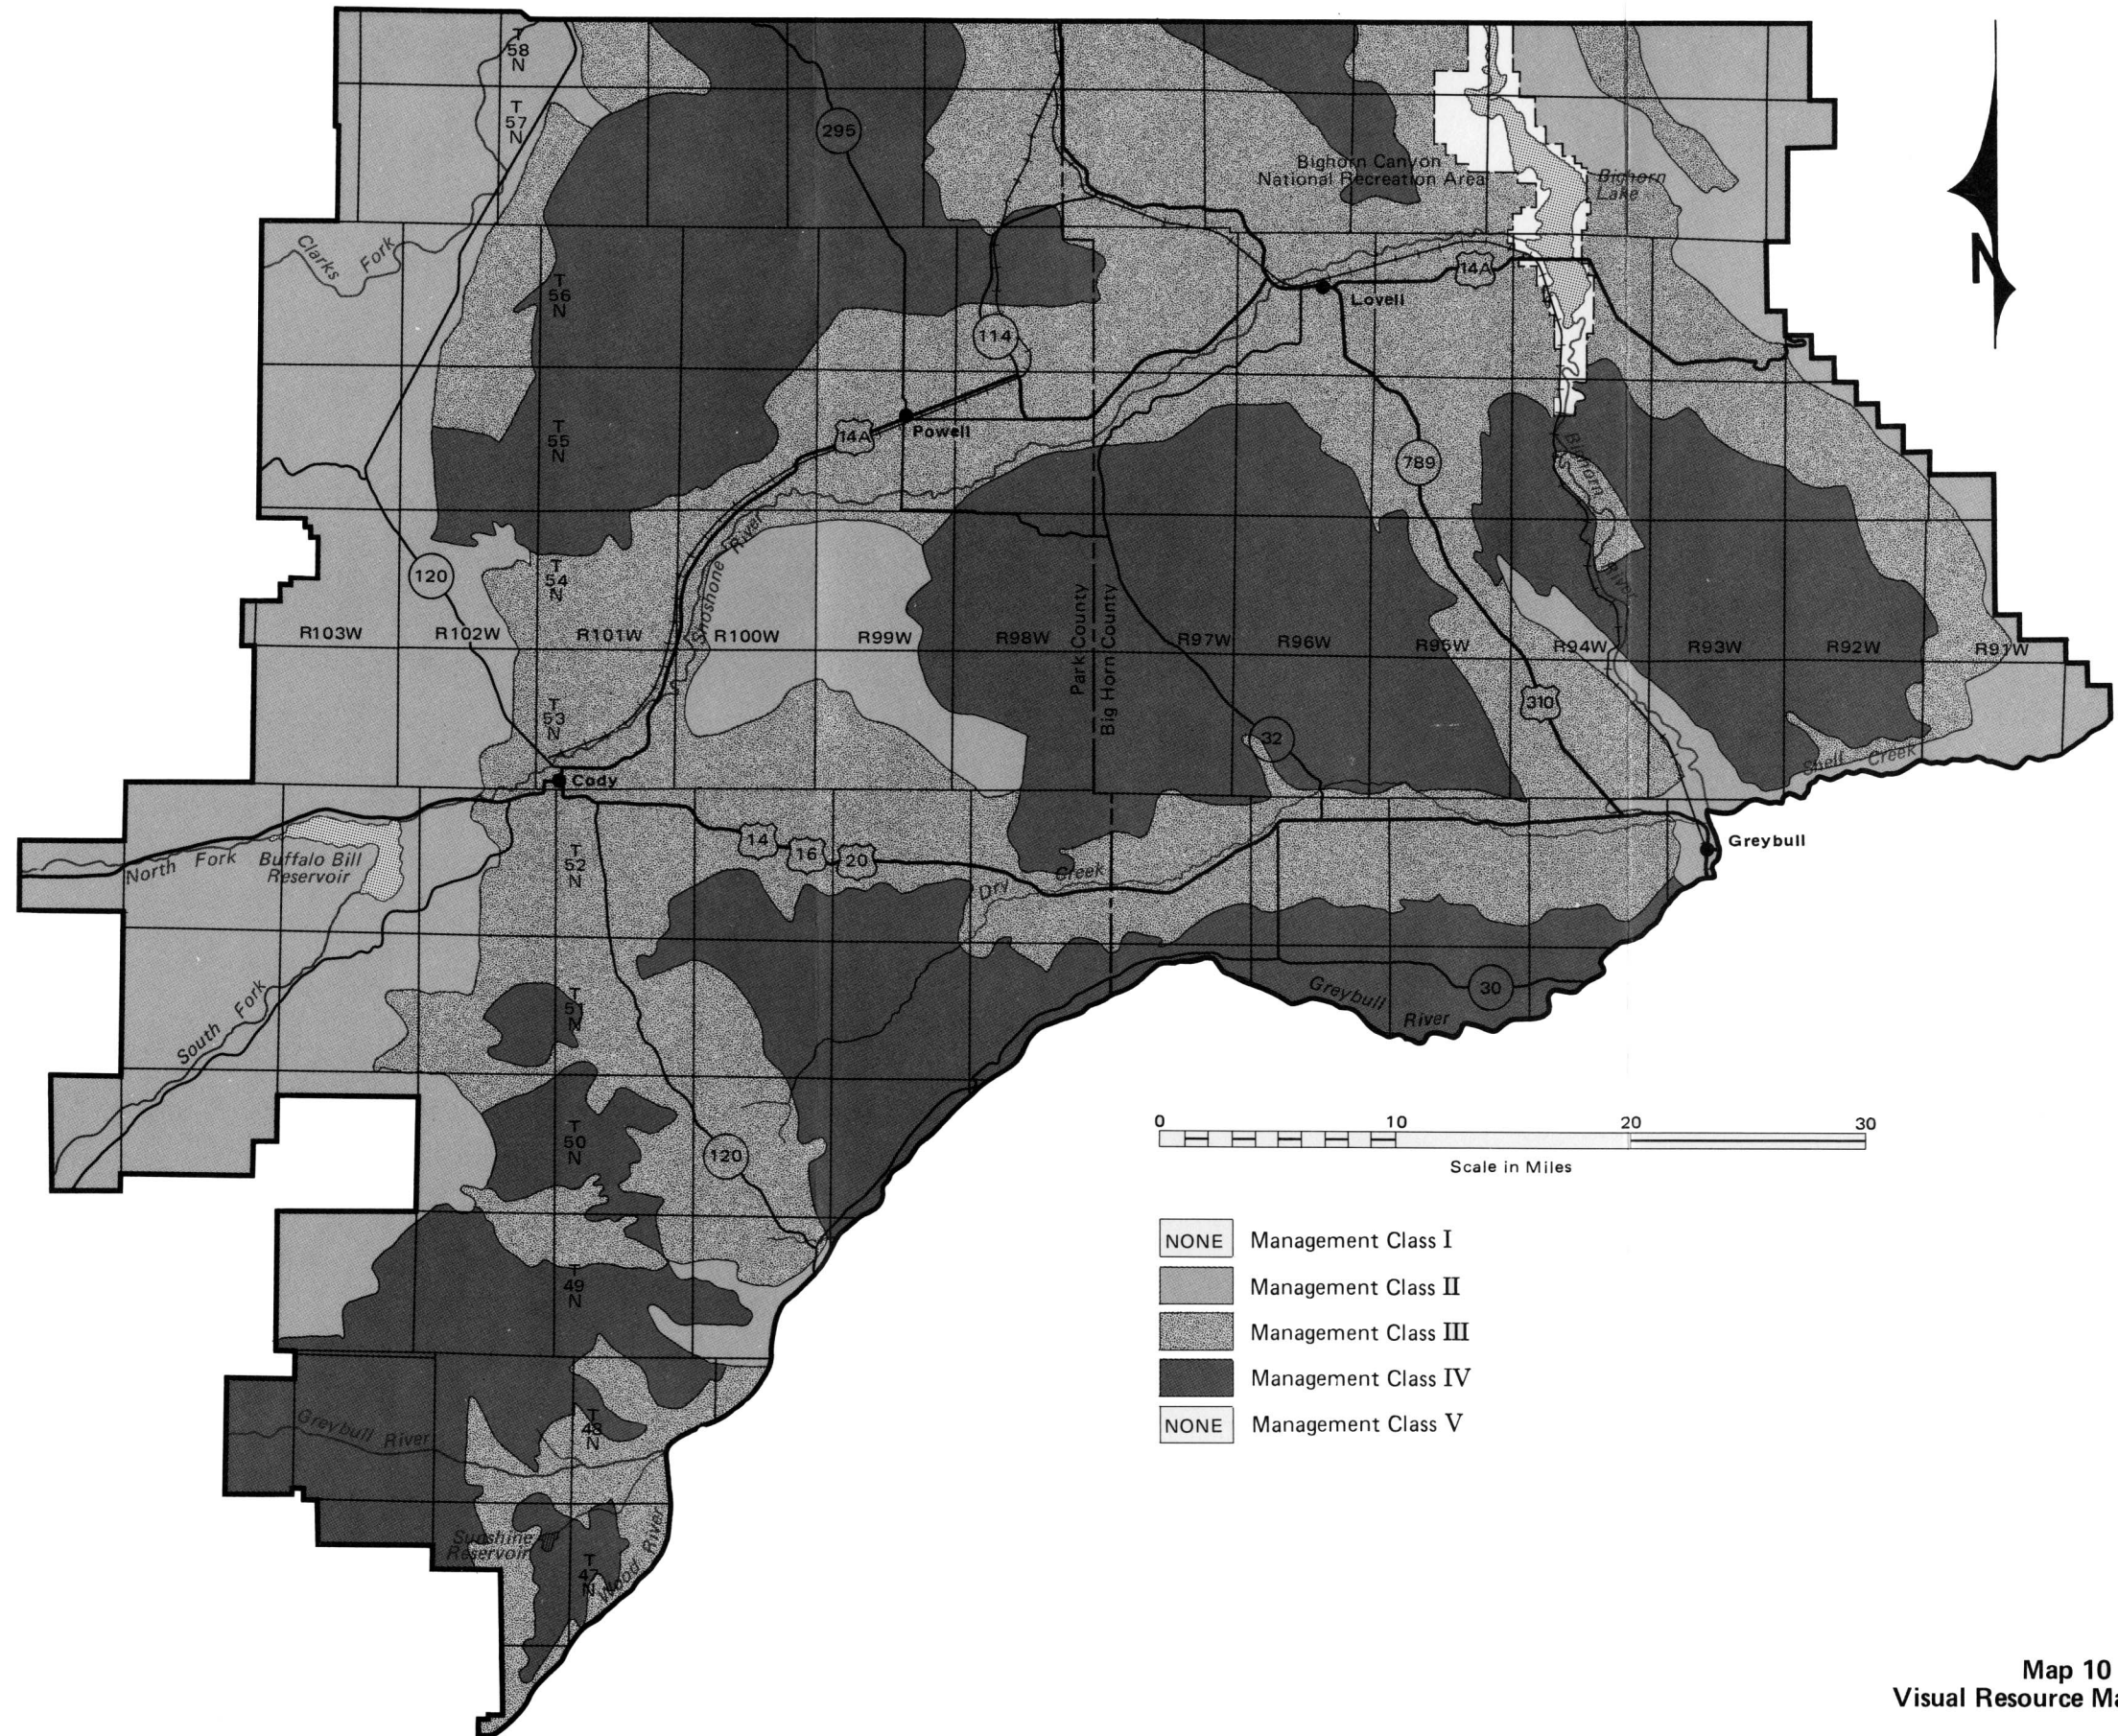 T
58
N
T
57
N
295
Bighorn Canyon
National Recreation Area
Bighorn
Lake
Clarks Fork
N
T
56
N
14A
Lovell
114
T
55
N
14A
Powell
789
Bighorn
River
120
T
54
N
Shoshone River
Park County
Big Horn County
R103W
R102W
R101W
R100W
R99W
R98W
R97W
R96W
R95W
R94W
R93W
R92W
R91W
T
53
N
32
310
Shell Creek
Cody
North Fork
Buffalo Bill
Reservoir
T
52
N
14
16
20
Dry Creek
Greybull
South Fork
T
51
N
Greybull
River
30
T
50
N
120
0 10 20 30
Scale in Miles
T
49
N
NONE Management Class I
Management Class II
Management Class III
Management Class IV
NONE Management Class V
Greybull River
T
48
N
Sunshine
Reservoir
T
47
N
Wood River
Map 10
Visual Resource Ma